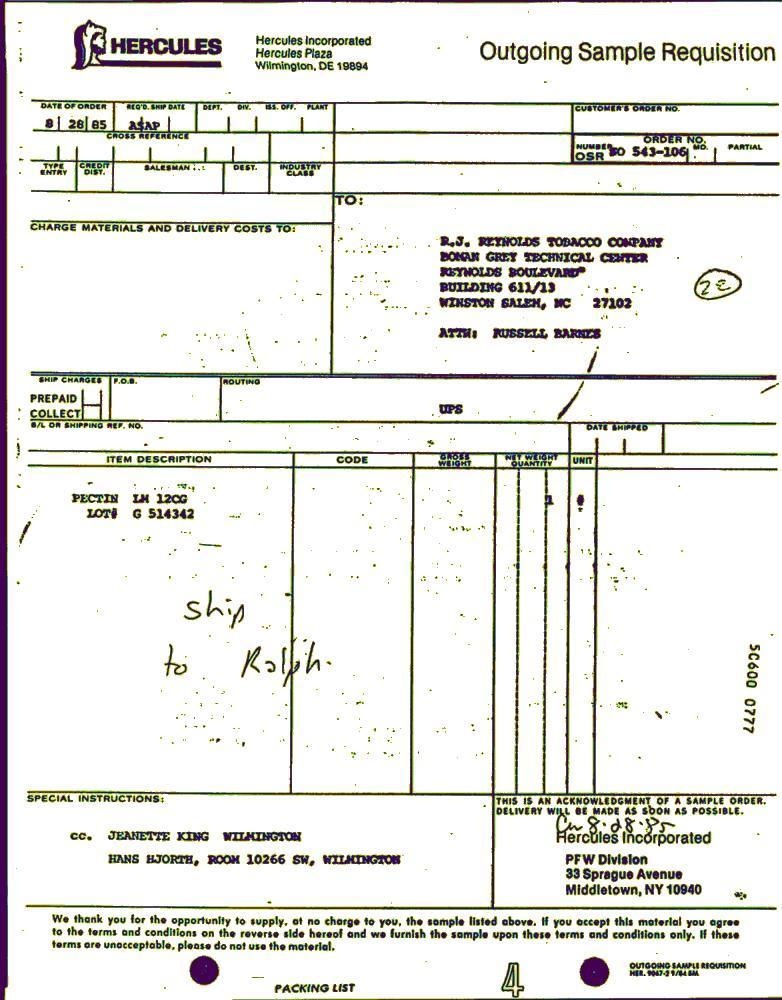 HERCULES
Hercules Incorporated
Hercules Plaza
Wilmington, DE 19894
Outgoing Sample Requisition
DATE OF ORDER
REQ'D. SHIP DATE
DEPT.
DIV.
ISS. OFF.
PLANT
CUSTOMER'S ORDER NO.
8 28 85
ASAP
CROSS REFERENCE
ORDER NO.
NUMBER
MO.
PARTIAL
OSR SO 543-106
TYPE ENTRY
CREDIT DIST.
SALESMAN
DEST.
INDUSTRY CLASS
TO:
CHARGE MATERIALS AND DELIVERY COSTS TO:
R.J. REYNOLDS TOBACCO COMPANY
BOMAN GREY TECHNICAL CENTER
REYNOLDS BOULEVARD
BUILDING 611/13
WINSTON SALEM, NC 27102
ATTN: RUSSELL BARNES
SHIP CHARGES
F.O.B.
ROUTING
PREPAID
COLLECT
UPS
B/L OR SHIPPING REF. NO.
DATE SHIPPED
ITEM DESCRIPTION
CODE
GROSS WEIGHT
NET WEIGHT QUANTITY
UNIT
PECTIN LM 12CG
1 #
LOT# G 514342
Ship
to Ralph.
50600 0777
SPECIAL INSTRUCTIONS:
THIS IS AN ACKNOWLEDGMENT OF A SAMPLE ORDER.
DELIVERY WILL BE MADE AS SOON AS POSSIBLE.
8-28-85
cc. JEANETTE KING WILMINGTON
HANS HJORTH, ROOM 10266 SW, WILMINGTON
Hercules Incorporated
PFW Division
33 Sprague Avenue
Middletown, NY 10940
We thank you for the opportunity to supply, at no charge to you, the sample listed above. If you accept this material you agree
to the terms and conditions on the reverse side hereof and we furnish the sample upon these terms and conditions only. If these
terms are unacceptable, please do not use the material.
PACKING LIST
4
OUTGOING SAMPLE REQUISITION
HER. 9047-2 9/84 5M